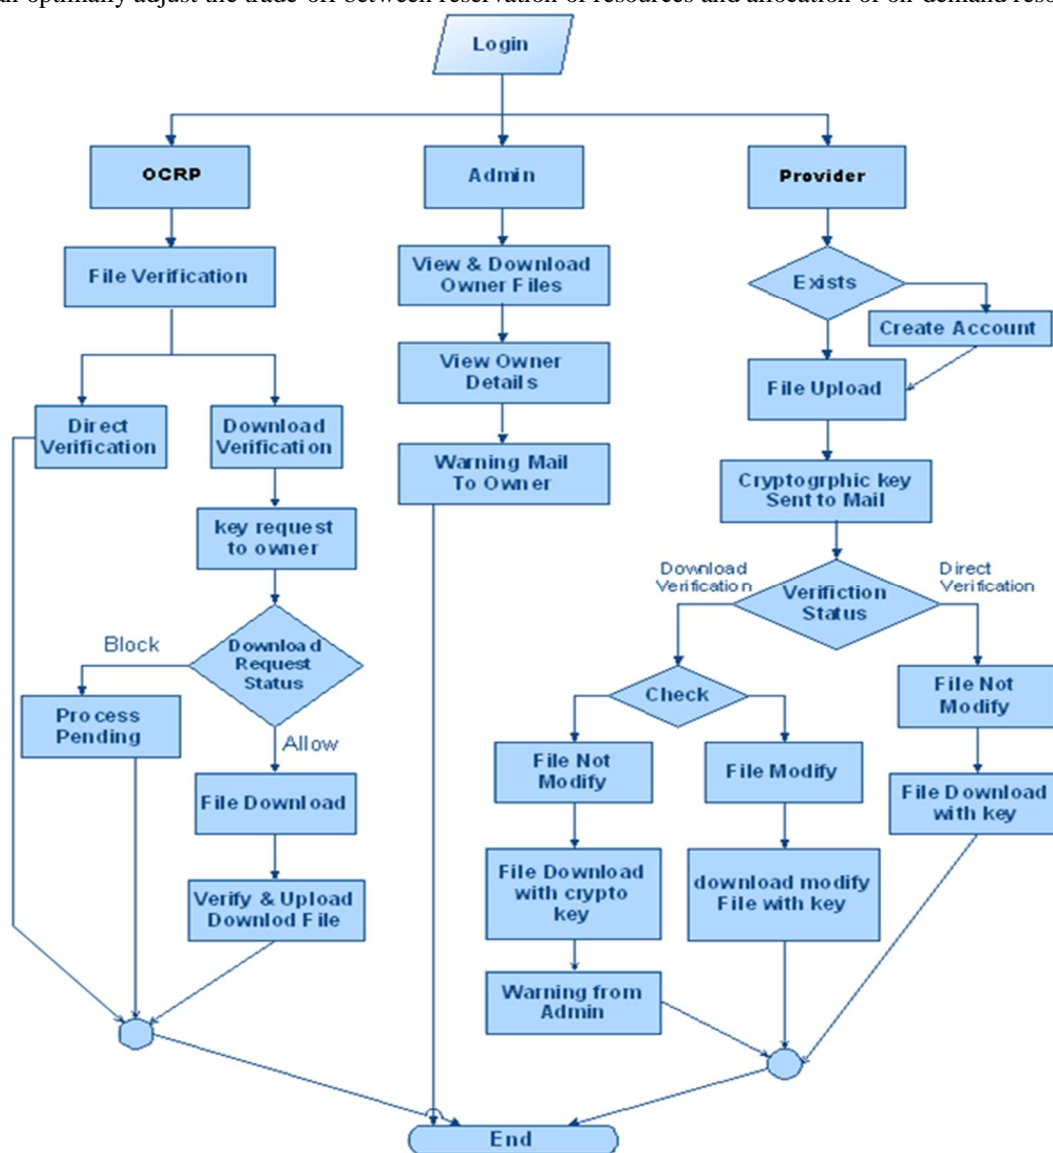 optimally adjust the trade-off between reservation of resources and allocation of on-demand
Login
OCRP
Admin
Provider
File Verification
View & Download
Owner Files
Exists
Create Account
View Owner
Details
File Upload
Direct
Verification
Download
Verification
Warning Mail
To Owner
Cryptogrphic key
Sent to Mail
key request
to owner
Download
Verification
Direct
Verification
Verifiction
Status
Block
Download
Request
Status
Check
File Not
Modify
Process
Pending
Allow
File Not
Modify
File Modify
File Download
File Download
with key
File Download
with crypto
key
download modify
File with key
Verify & Upload
Downlod File
Warning from
Admin
End